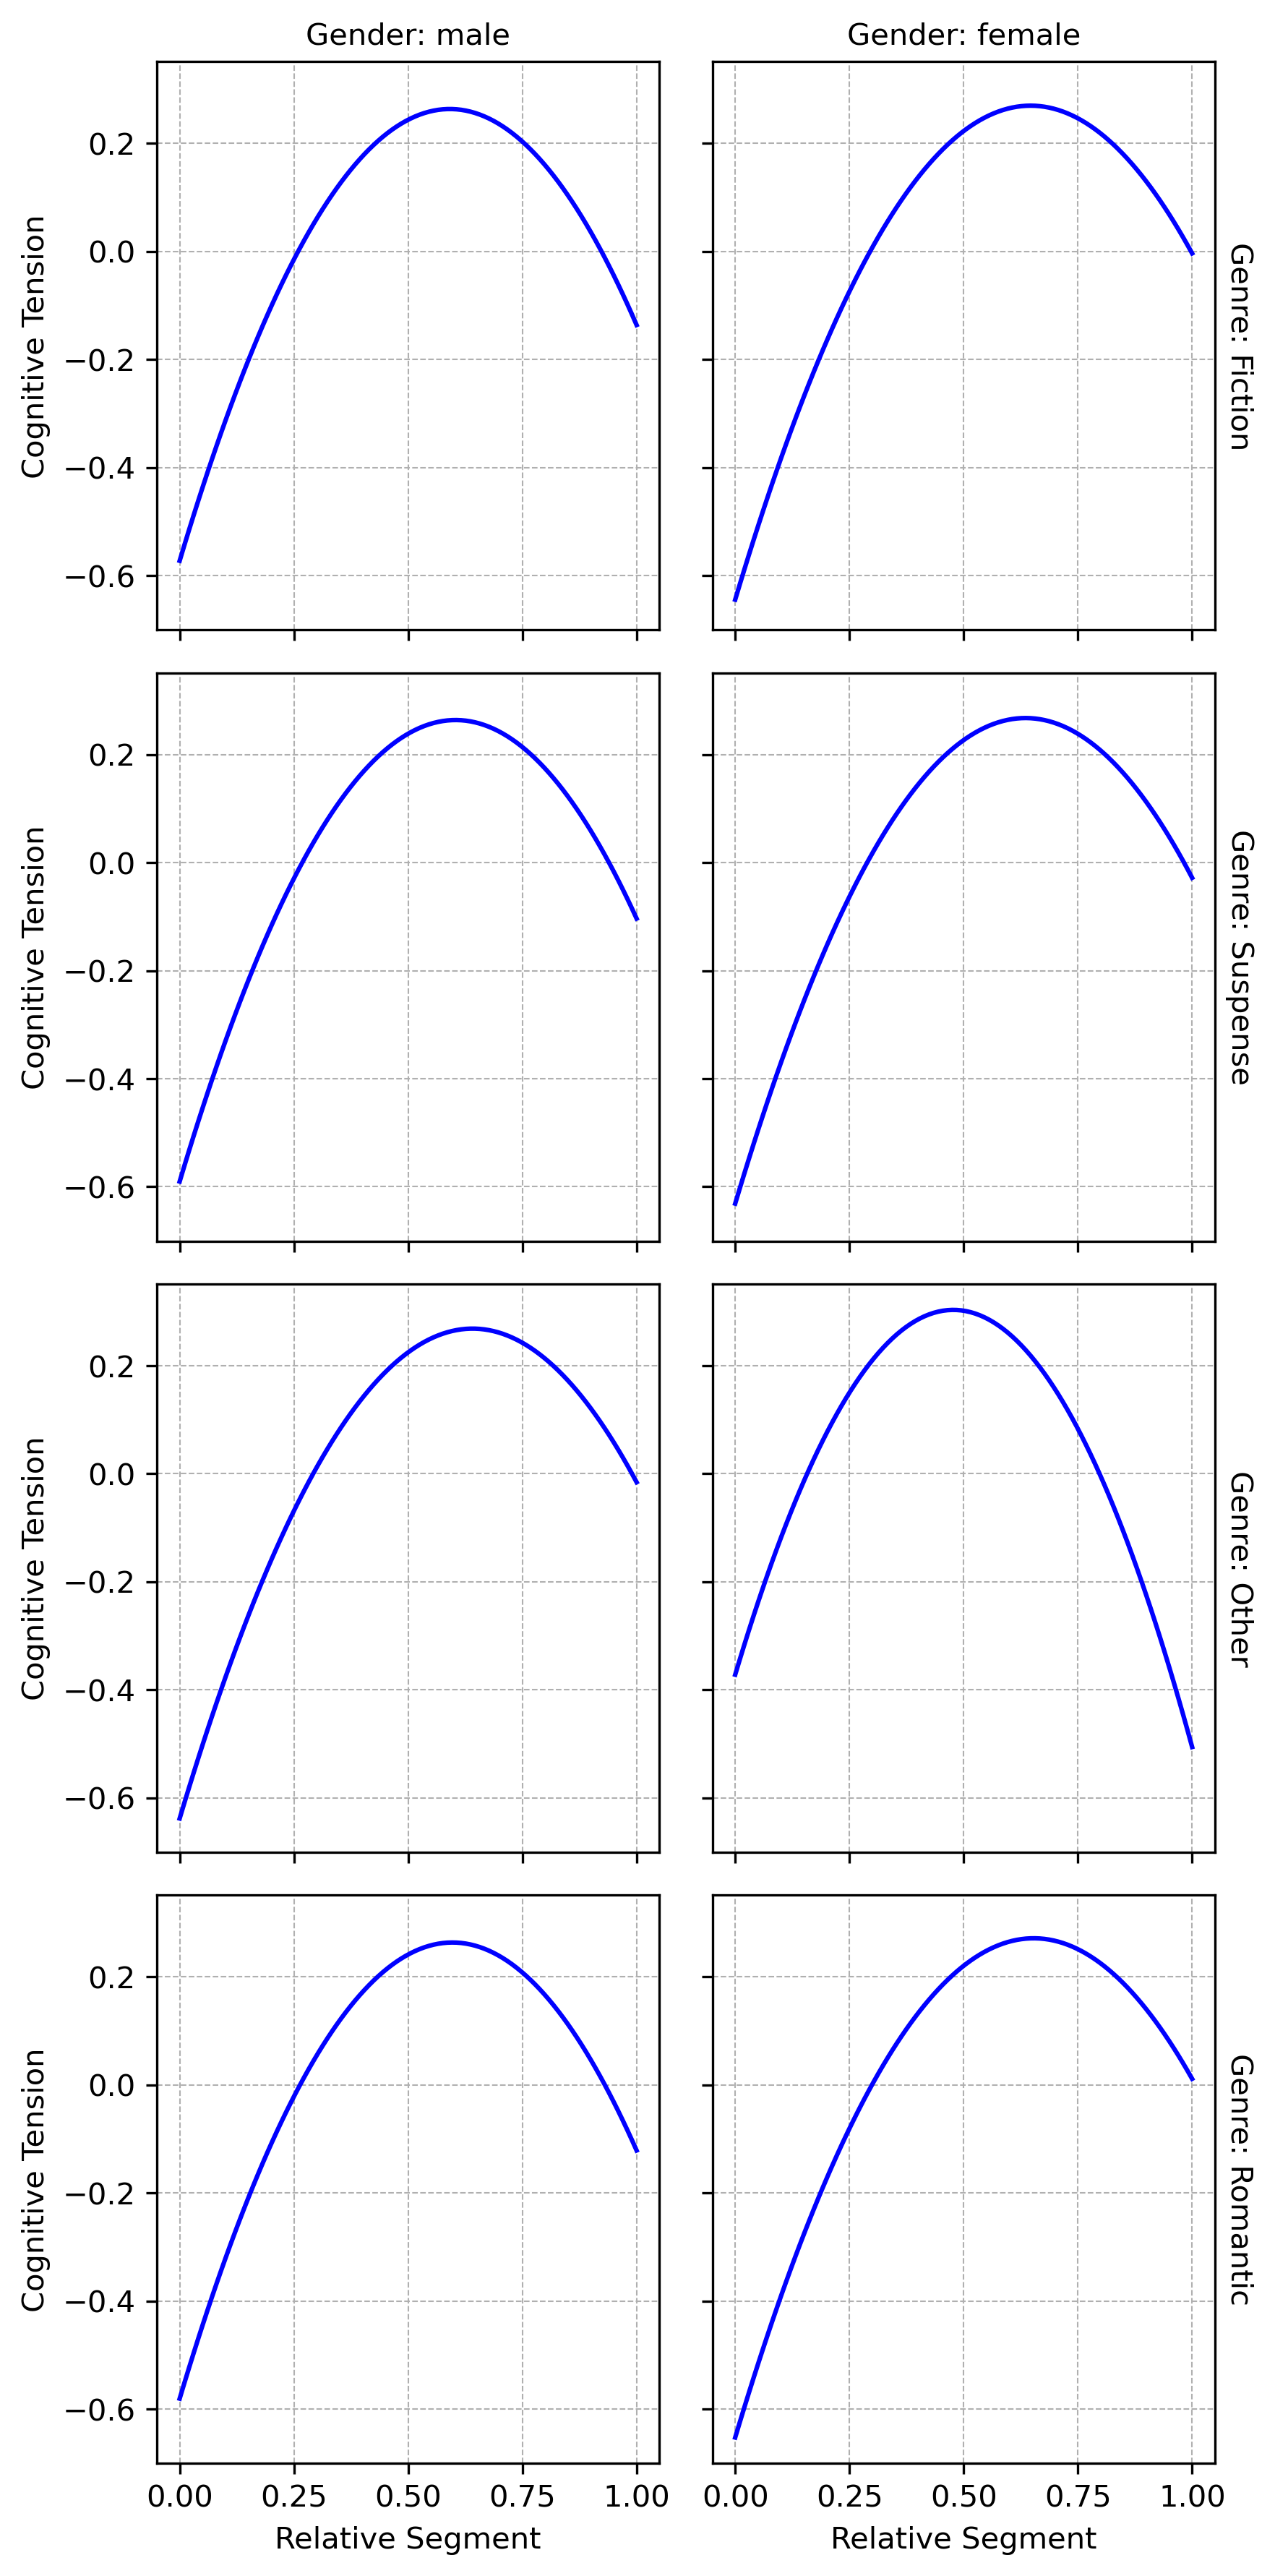 Gender: male
Gender: female
0.2
0.0
−0.2
−0.4
−0.6
Cognitive Tension
Genre: Fiction
0.2
0.0
−0.2
−0.4
−0.6
Cognitive Tension
Genre: Suspense
0.2
0.0
−0.2
−0.4
−0.6
Cognitive Tension
Genre: Other
0.2
0.0
−0.2
−0.4
−0.6
Cognitive Tension
Genre: Romantic
0.00 0.25 0.50 0.75 1.00
0.00 0.25 0.50 0.75 1.00
Relative Segment
Relative Segment